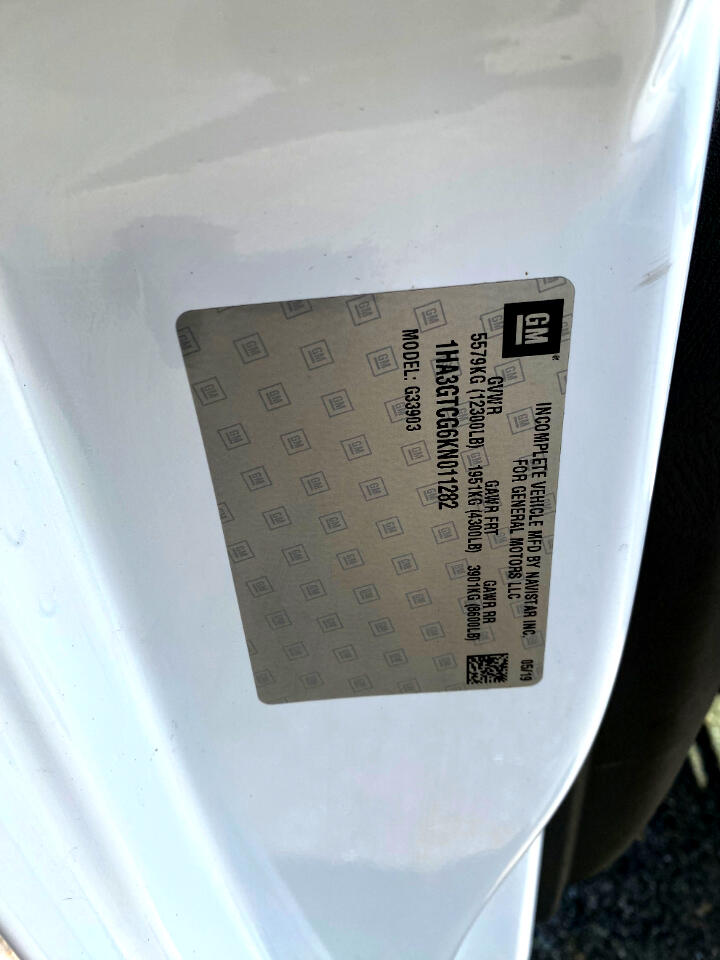 GM
INCOMPLETE VEHICLE MFD BY NAVISTAR INC, 05/19
FOR GENERAL MOTORS LLC
GVWR GAWR FRT GAWR RR
5579KG (12300LB) 1951KG (4300LB) 3901KG (8600LB)
1HA3GTCG6KN011282
MODEL: G33903